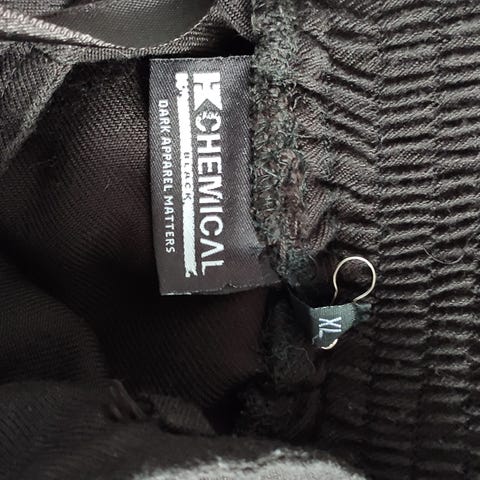 CHEMICAL
BLACK
DARK APPAREL MATTERS
XL